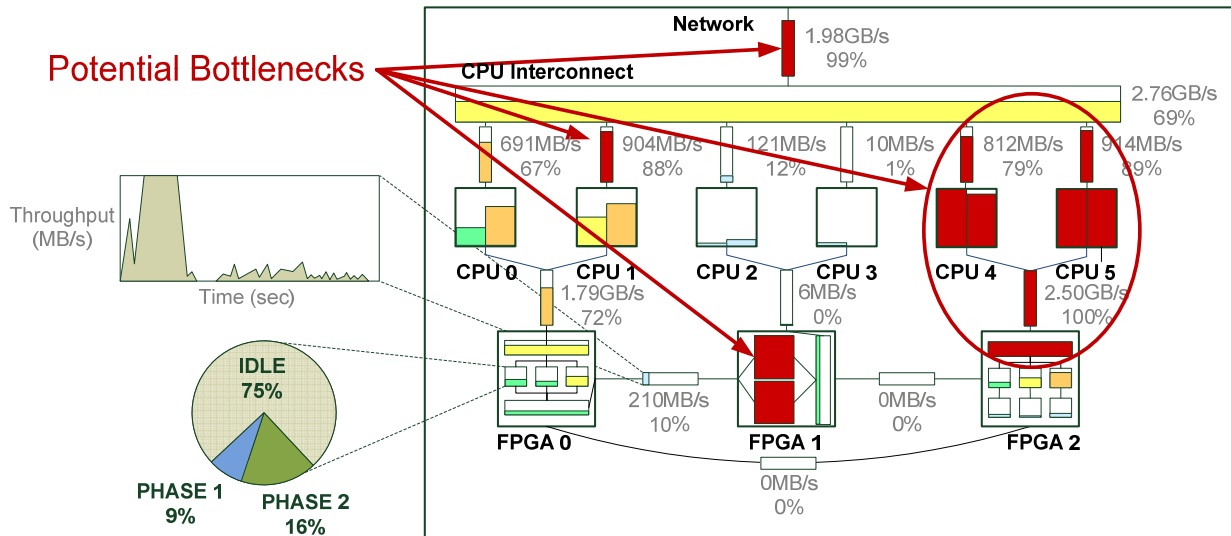 Network
1.98GB/s
99%
Potential Bottlenecks
CPU Interconnect
2.76GB/s
69%
691MB/s
67%
904MB/s
88%
121MB/s
12%
10MB/s
1%
812MB/s
79%
914MB/s
89%
Throughput
(MB/s)
Time (sec)
CPU 0
CPU 1
CPU 2
CPU 3
CPU 4
CPU 5
1.79GB/s
72%
6MB/s
0%
2.50GB/s
100%
IDLE
75%
PHASE 1
9%
PHASE 2
16%
210MB/s
10%
0MB/s
0%
FPGA 0
FPGA 1
FPGA 2
0MB/s
0%